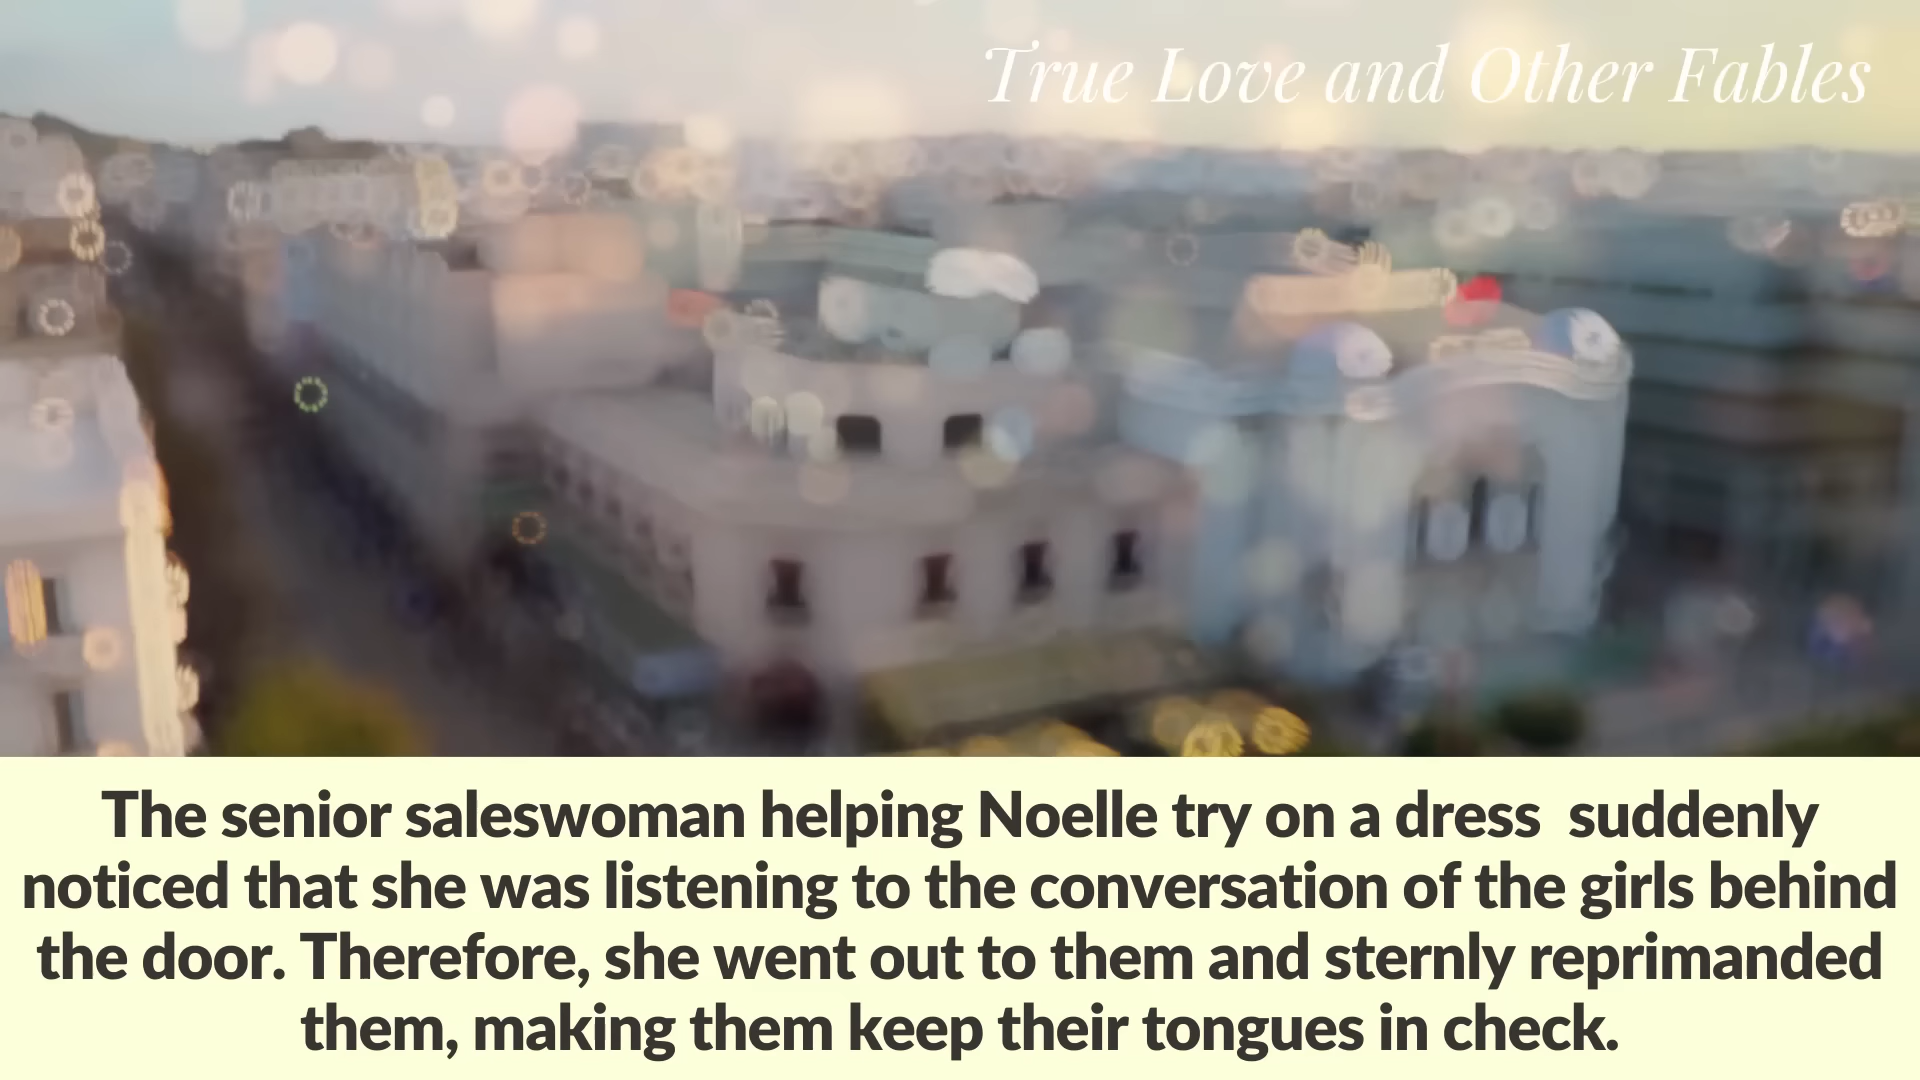 True Love and Other Fables
The senior saleswoman helping Noelle try on a dress  suddenly
noticed that she was listening to the conversation of the girls behind
the door. Therefore, she went out to them and sternly reprimanded
them, making them keep their tongues in check.